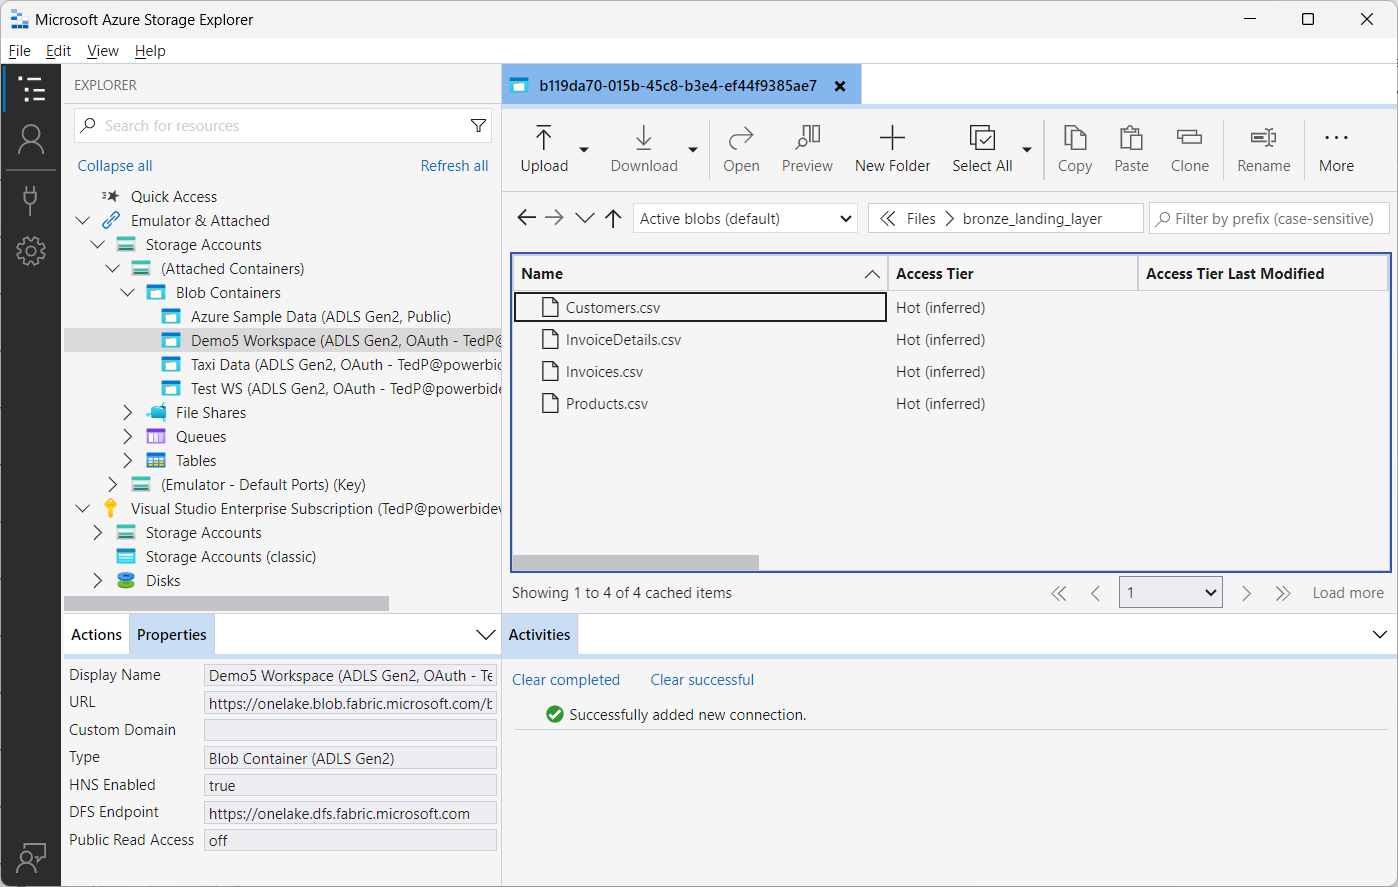 Microsoft Azure Storage Explorer
File Edit View Help
EXPLORER
Search for resources
Collapse all Refresh all
Quick Access
Emulator & Attached
Storage Accounts
(Attached Containers)
Blob Containers
Azure Sample Data (ADLS Gen2, Public)
Demo5 Workspace (ADLS Gen2, OAuth - TedP@
Taxi Data (ADLS Gen2, OAuth - TedP@powerbid
Test WS (ADLS Gen2, OAuth - TedP@powerbide
File Shares
Queues
Tables
(Emulator - Default Ports) (Key)
Visual Studio Enterprise Subscription (TedP@powerbidev
Storage Accounts
Storage Accounts (classic)
Disks
b119da70-015b-45c8-b3e4-ef44f9385ae7
Upload Download Open Preview New Folder Select All Copy Paste Clone Rename More
Active blobs (default) Files bronze_landing_layer Filter by prefix (case-sensitive)
Name Access Tier Access Tier Last Modified
Customers.csv Hot (inferred)
InvoiceDetails.csv Hot (inferred)
Invoices.csv Hot (inferred)
Products.csv Hot (inferred)
Showing 1 to 4 of 4 cached items 1 Load more
Actions Properties
Display Name Demo5 Workspace (ADLS Gen2, OAuth - Te
URL https://onelake.blob.fabric.microsoft.com/b
Custom Domain
Type Blob Container (ADLS Gen2)
HNS Enabled true
DFS Endpoint https://onelake.dfs.fabric.microsoft.com
Public Read Access off
Activities
Clear completed Clear successful
Successfully added new connection.